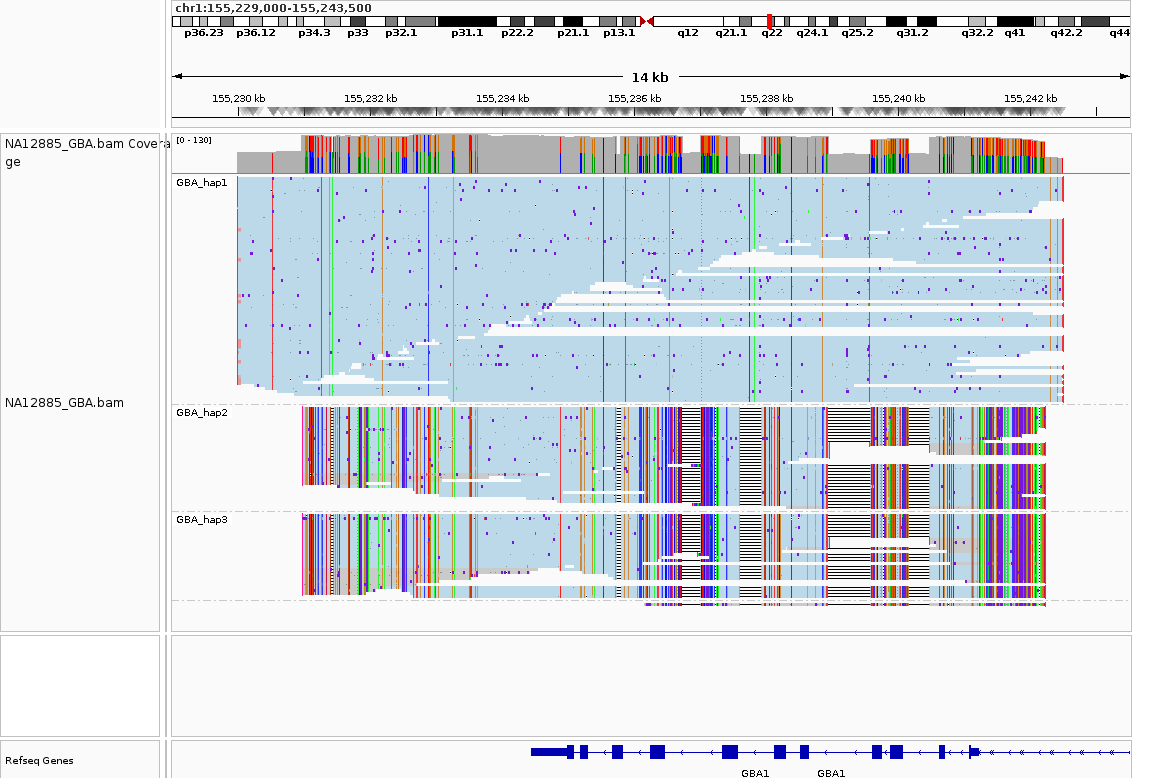 chr1:155,229,000-155,243,500
p36.23 p36.12 p34.3 p33 p32.1 p31.1 p22.2 p21.1 p13.1 q12 q21.1 q22 q24.1 q25.2 q31.2 q32.2 q41 q42.2 q44
14 kb
155,230 kb 155,232 kb 155,234 kb 155,236 kb 155,238 kb 155,240 kb 155,242 kb
NA12885_GBA.bam Covera
ge
[0 - 130]
GBA_hap1
NA12885_GBA.bam
GBA_hap2
GBA_hap3
Refseq Genes
GBA1 GBA1